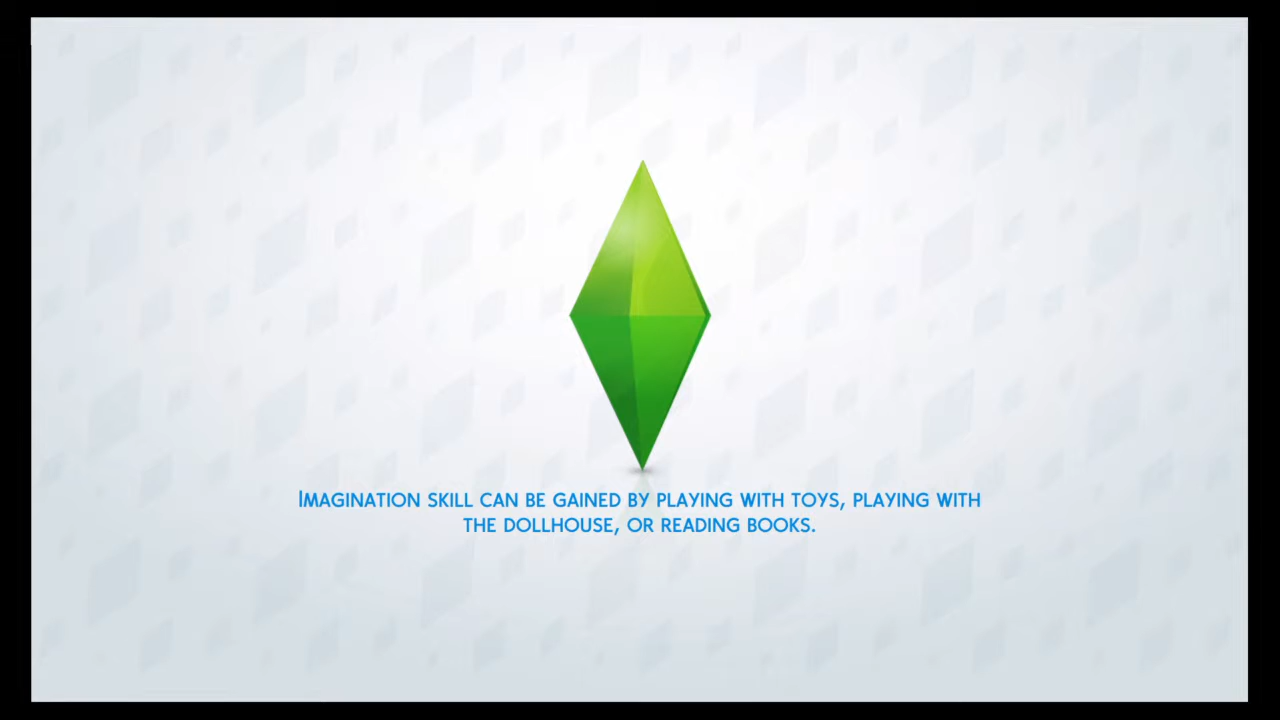 Imagination skill can be gained by playing with toys, playing with
the dollhouse, or reading books.